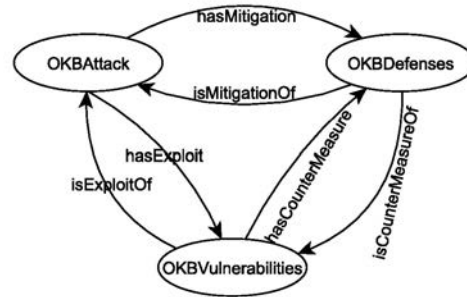 hasMitigation
OKBAttack
OKBDefenses
isMitigationOf
hasExploit
isExploitOf
hasCounterMeasure
isCounterMeasureOf
OKBVulnerabilities